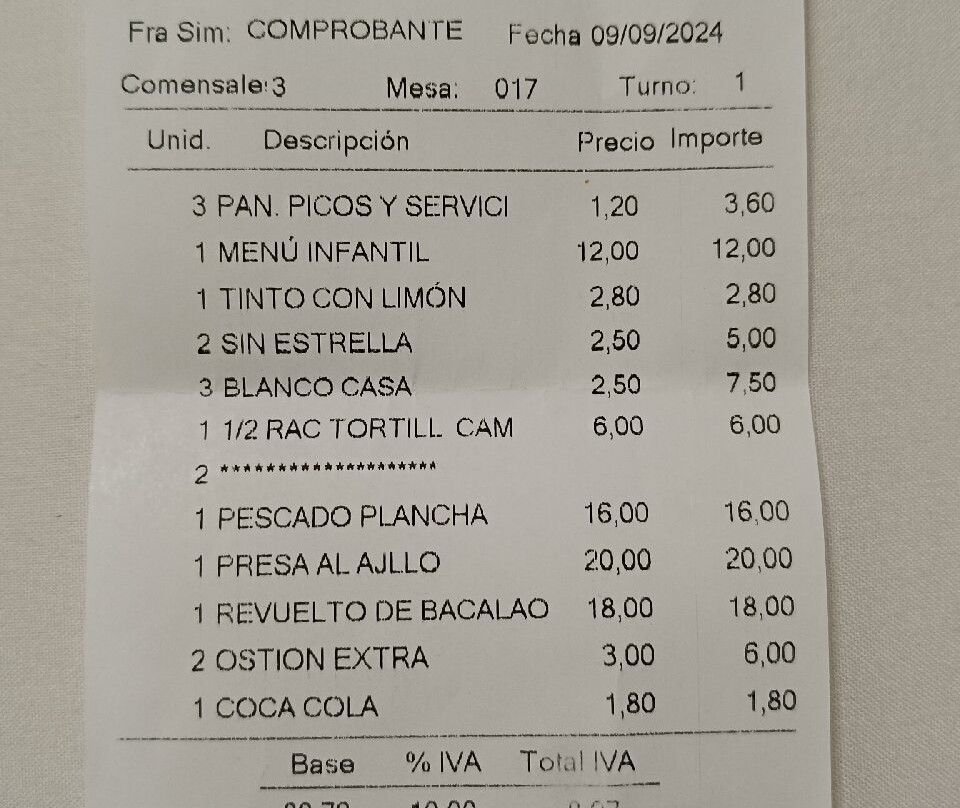 Fra Sim: COMPROBANTE Fecha 09/09/2024
Comensale: 3 Mesa: 017 Turno: 1
Unid. Descripción Precio Importe
3 PAN. PICOS Y SERVICI 1,20 3,60
1 MENÚ INFANTIL 12,00 12,00
1 TINTO CON LIMÓN 2,80 2,80
2 SIN ESTRELLA 2,50 5,00
3 BLANCO CASA 2,50 7,50
1 1/2 RAC TORTILL CAM 6,00 6,00
2 ********************
1 PESCADO PLANCHA 16,00 16,00
1 PRESA AL AJLLO 20,00 20,00
1 REVUELTO DE BACALAO 18,00 18,00
2 OSTION EXTRA 3,00 6,00
1 COCA COLA 1,80 1,80
Base % IVA Total IVA